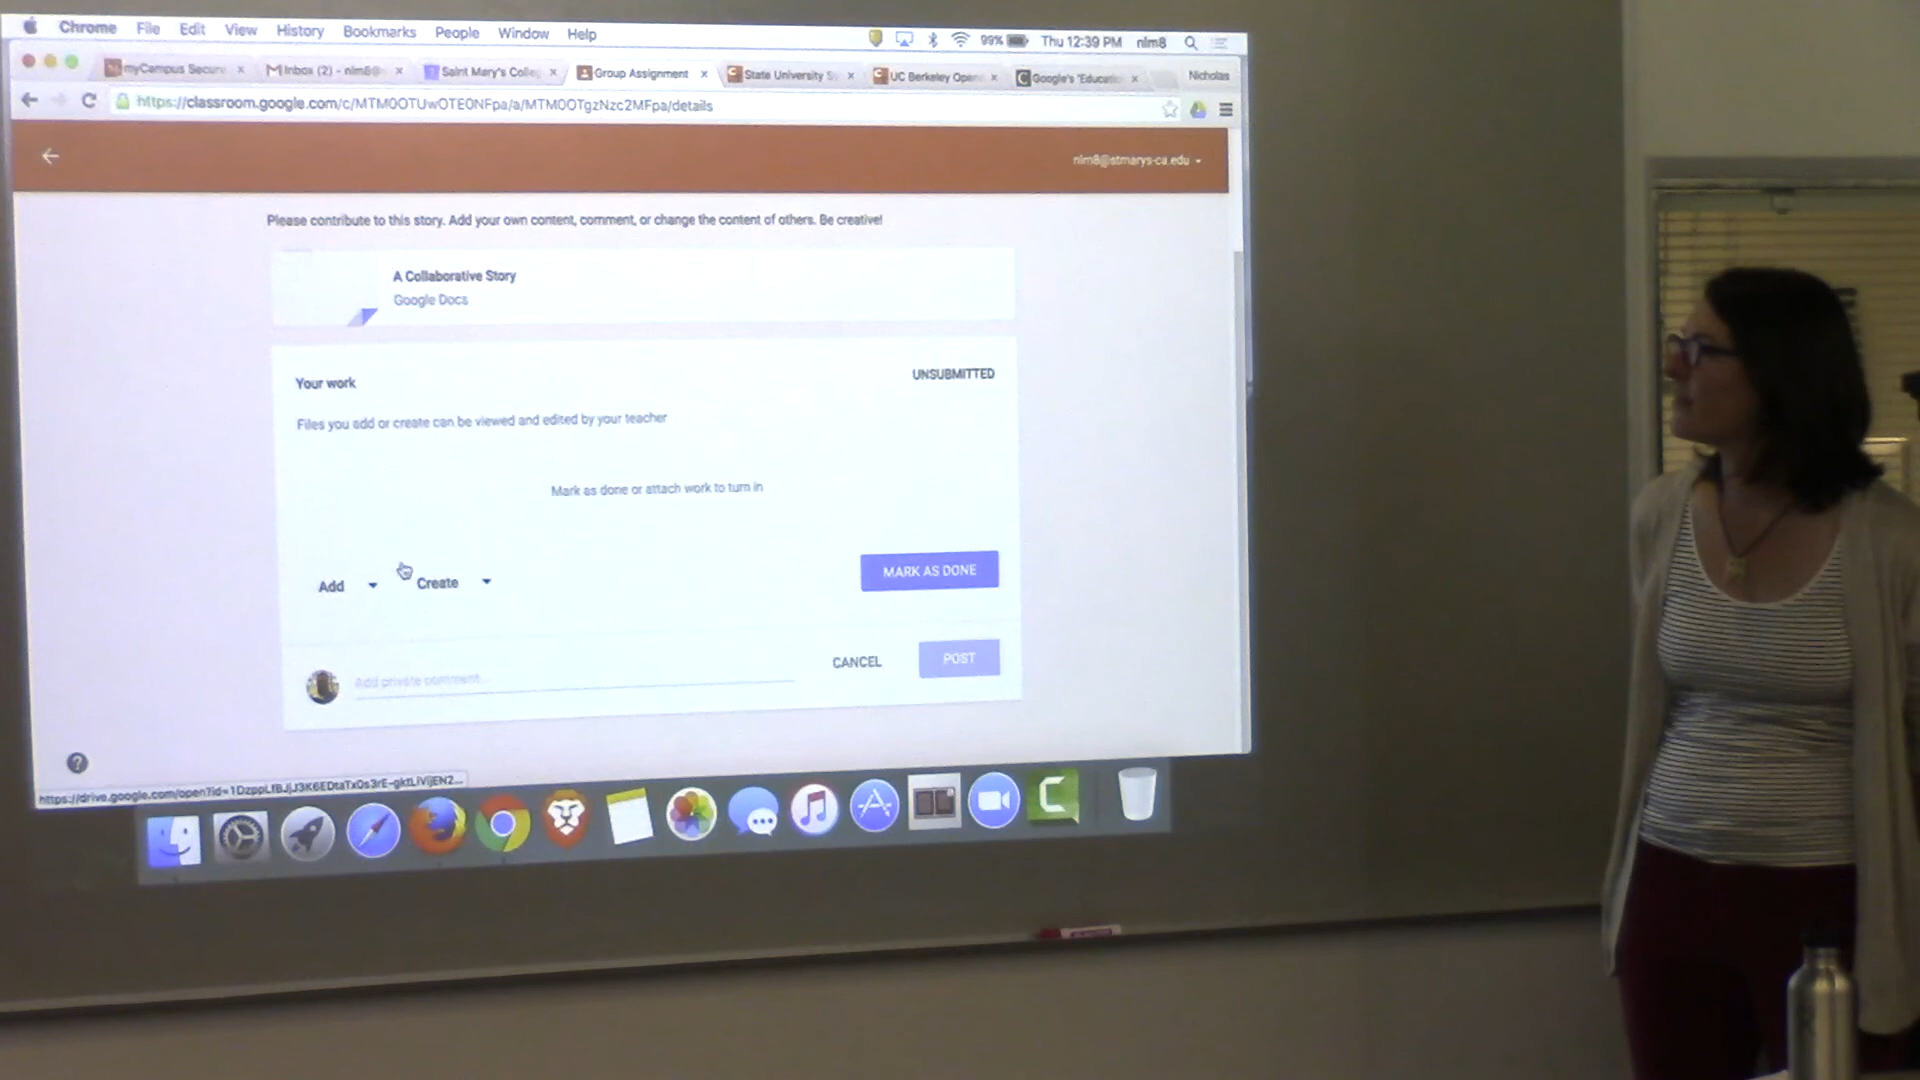 Chrome File Edit View History Bookmarks People Window Help 99% Thu 12:39 PM nlm8
myCampus Secure Inbox (2) - nlm8@ Saint Mary's Colle Group Assignment State University S UC Berkeley Open Google's "Educatio Nicholas
https://classroom.google.com/c/MTM0OTUwOTE0NFpa/a/MTM0OTgzNzc2MFpa/details
nlm8@stmarys-ca.edu
Please contribute to this story. Add your own content, comment, or change the content of others. Be creative!
A Collaborative Story
Google Docs
Your work UNSUBMITTED
Files you add or create can be viewed and edited by your teacher
Mark as done or attach work to turn in
Add Create MARK AS DONE
Add private comment... CANCEL POST
?